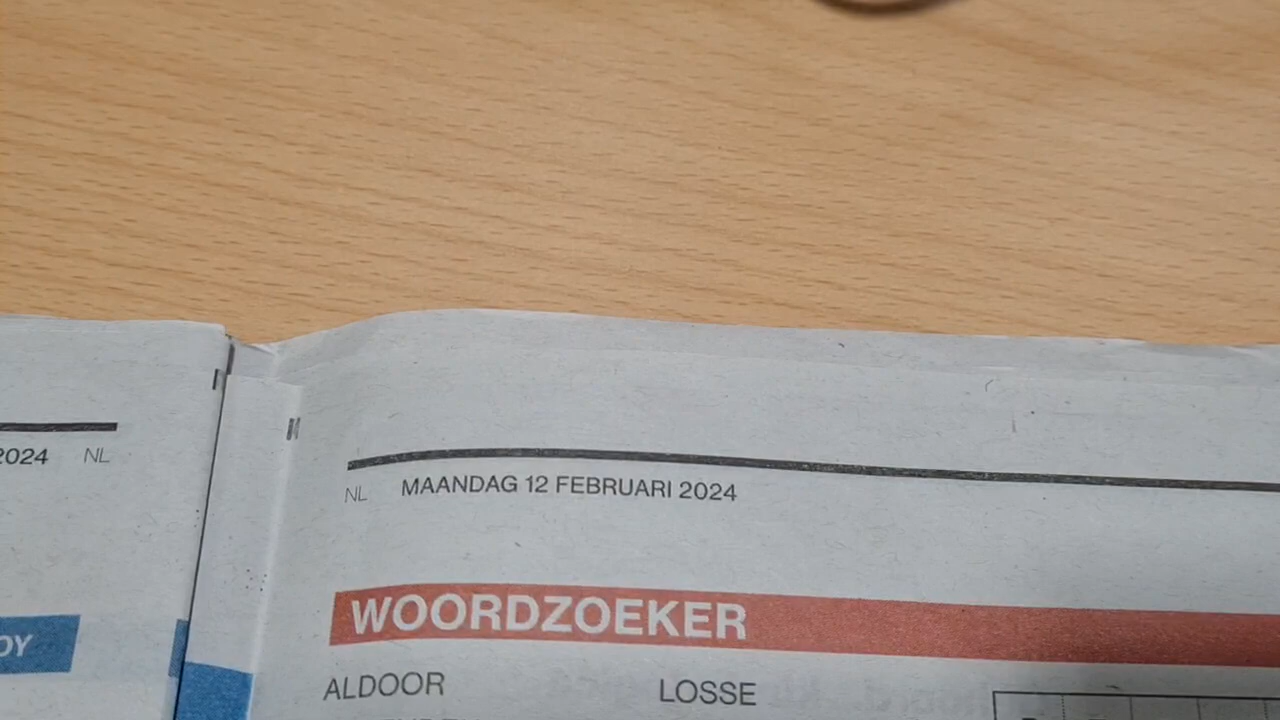 2024 NL
NL MAANDAG 12 FEBRUARI 2024
WOORDZOEKER
ALDOOR LOSSE